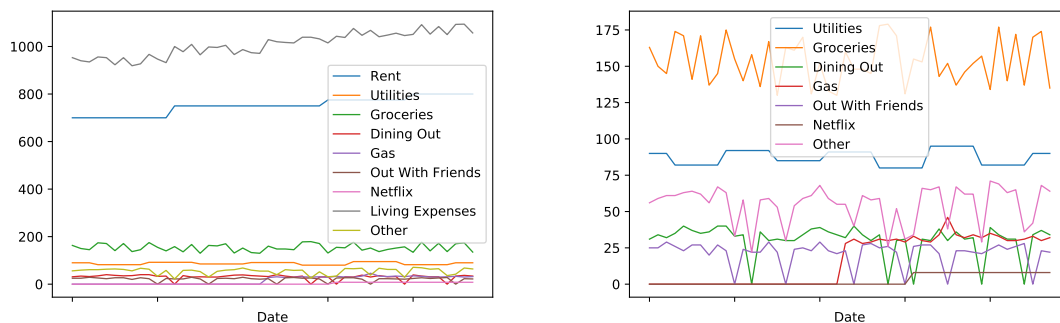 1000
800
600
400
200
0
Rent
Utilities
Groceries
Dining Out
Gas
Out With Friends
Netflix
Living Expenses
Other
Date
175
150
125
100
75
50
25
0
Utilities
Groceries
Dining Out
Gas
Out With Friends
Netflix
Other
Date